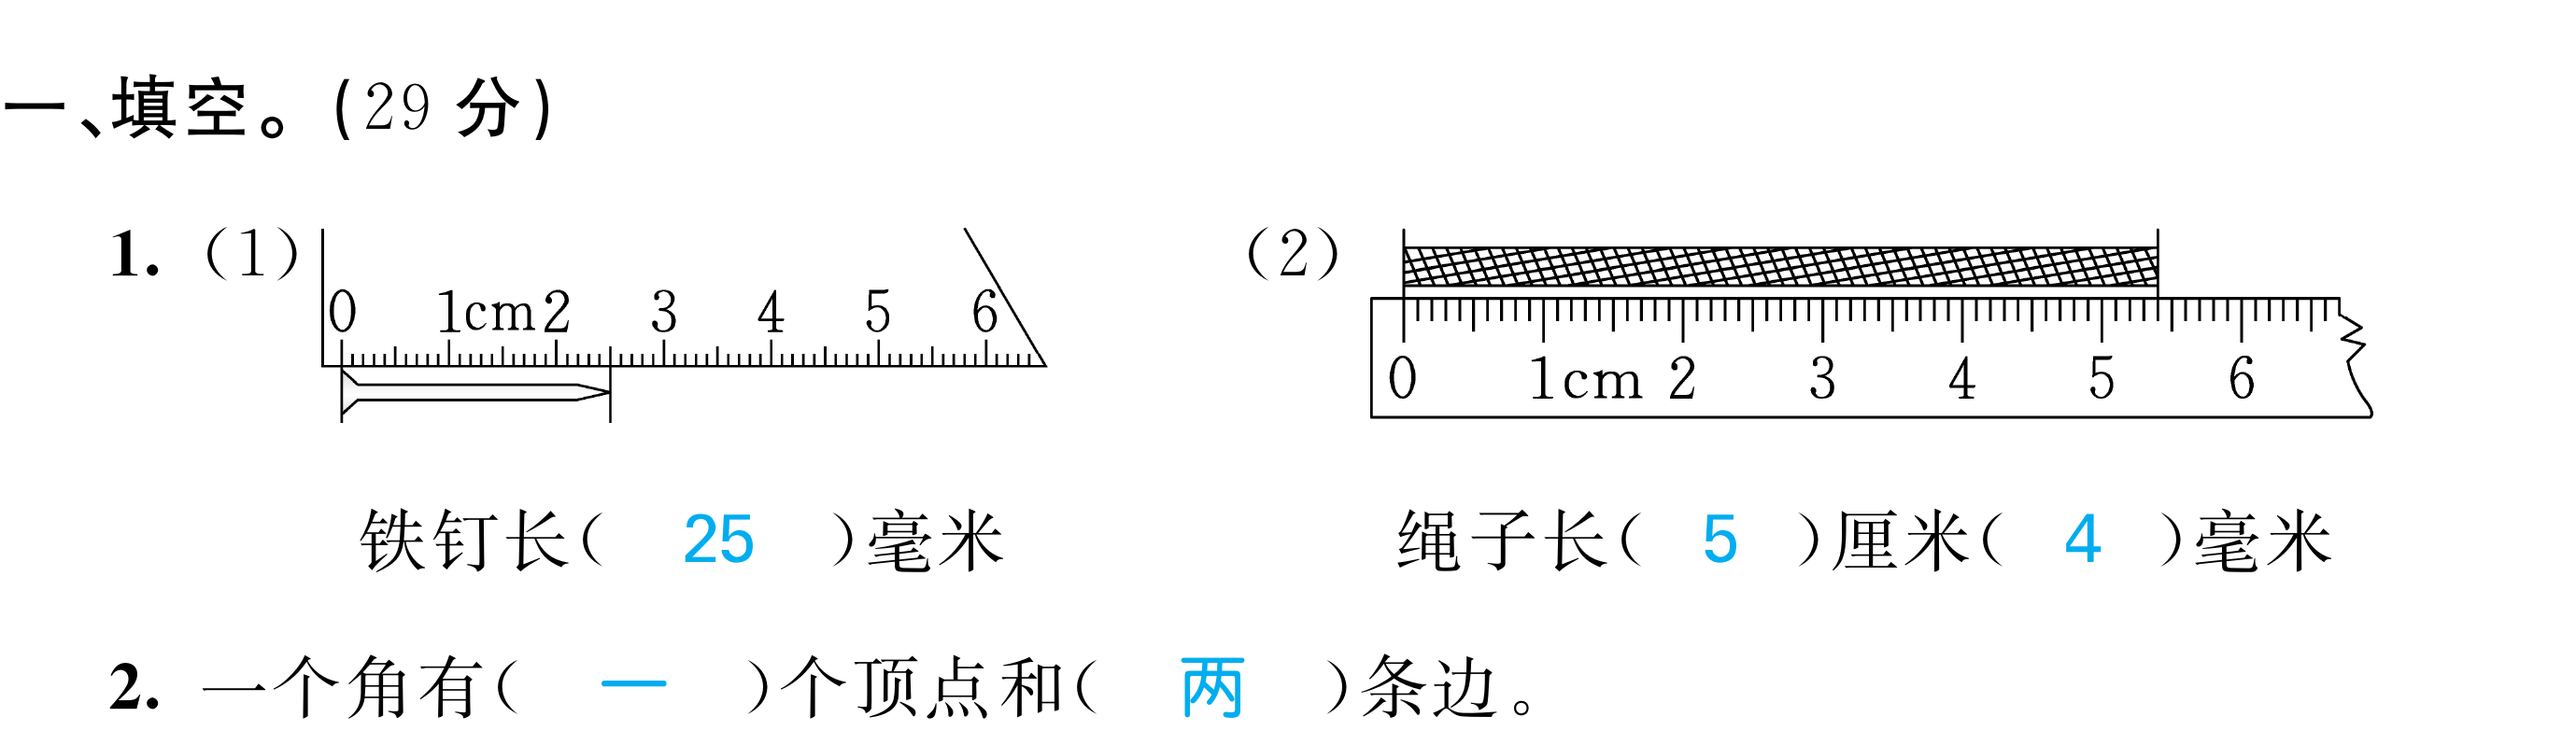 一、填空。(29 分)
1.（1） 0 1cm 2 3 4 5 6
（2） 0 1cm 2 3 4 5 6
铁钉长( 25 )毫米 绳子长( 5 )厘米( 4 )毫米
2. 一个角有( 一 )个顶点和( 两 )条边。